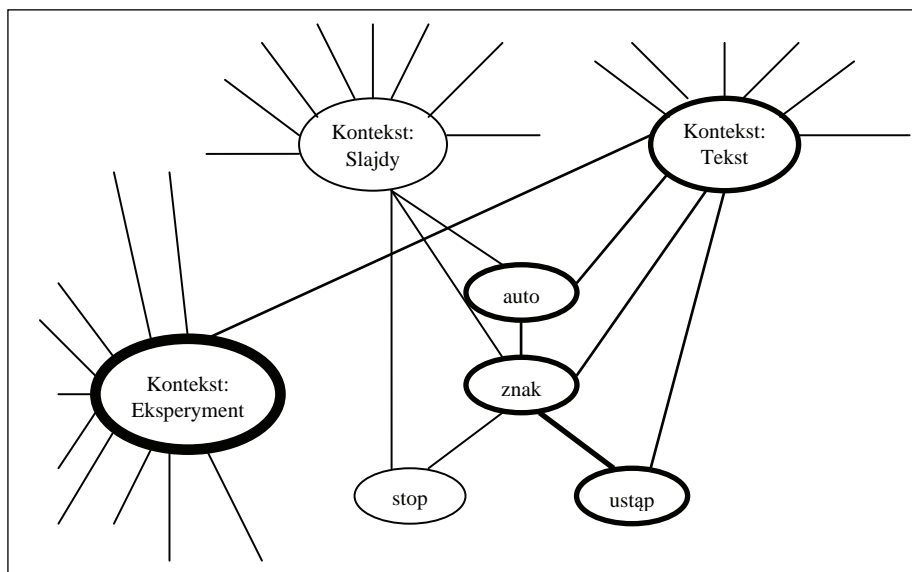 Kontekst:
Slajdy
Kontekst:
Tekst
auto
znak
Kontekst:
Eksperyment
stop
ustąp